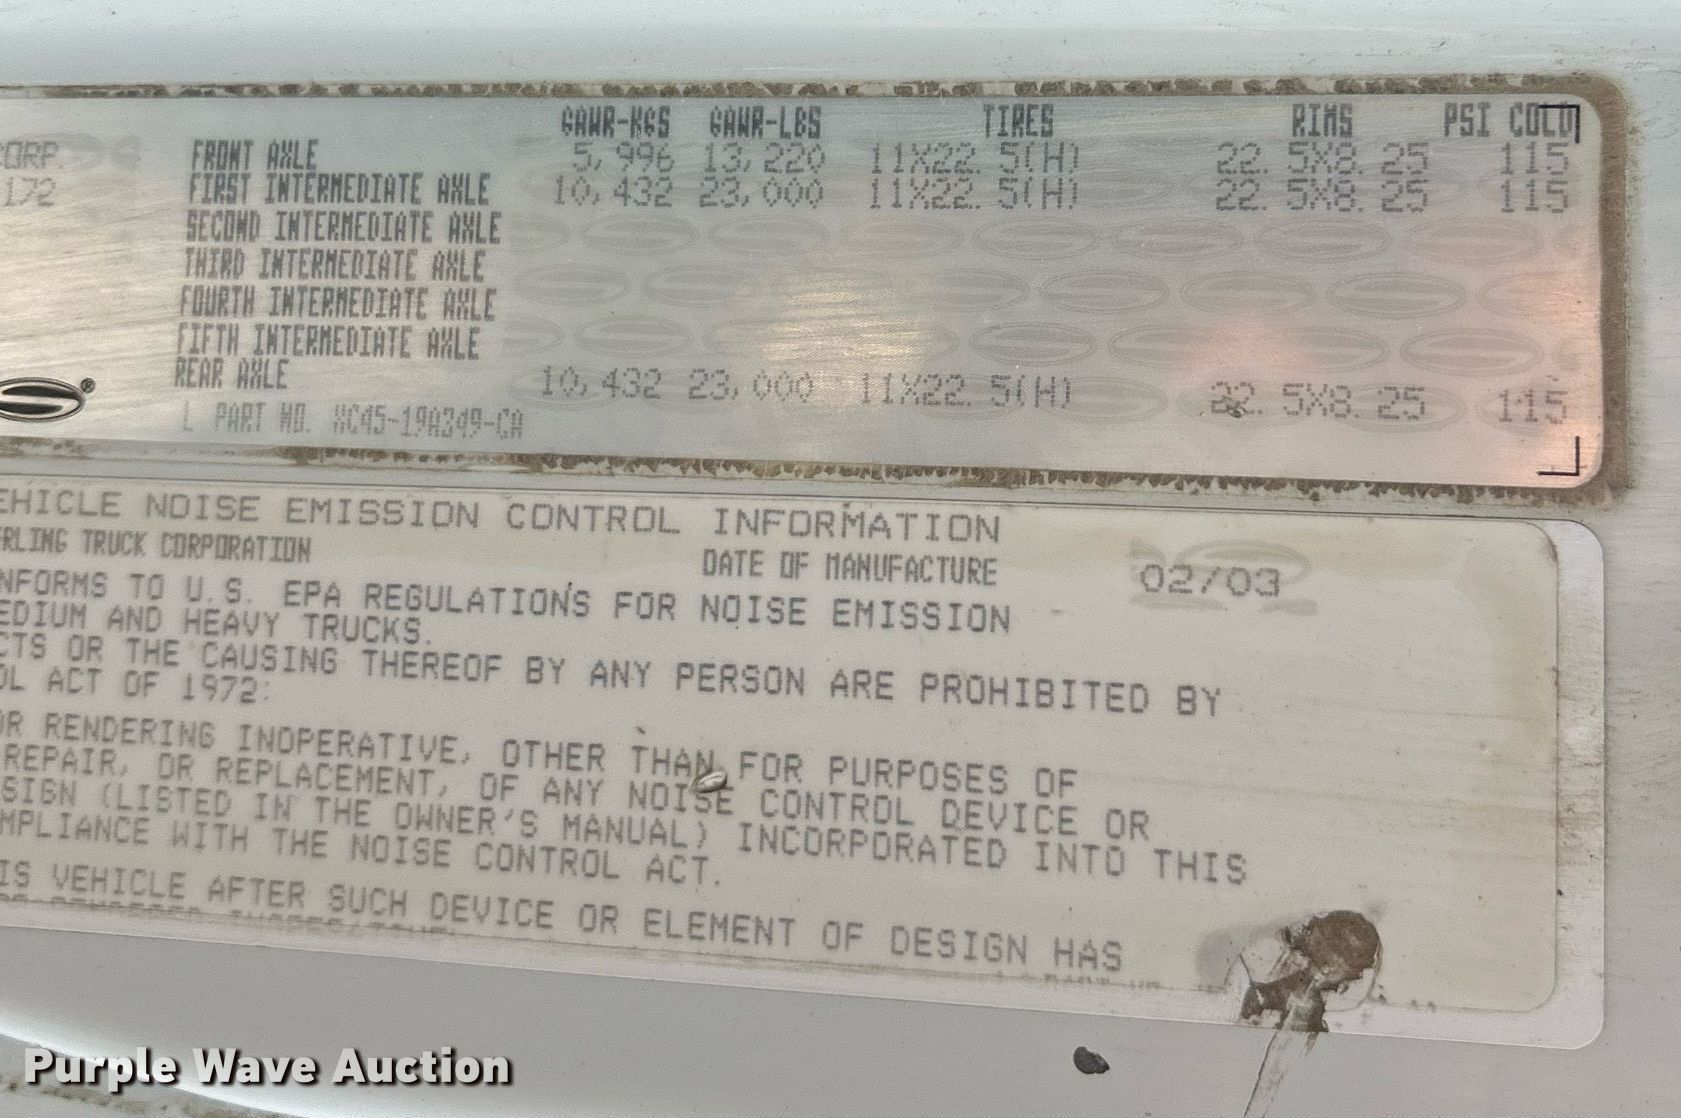 GAWR-KGS GAWR-LBS TIRES RIMS PSI COLD
CORP. FRONT AXLE 5,996 13,220 11X22.5(H) 22.5X8.25 115
172 FIRST INTERMEDIATE AXLE 10,432 23,000 11X22.5(H) 22.5X8.25 115
SECOND INTERMEDIATE AXLE
THIRD INTERMEDIATE AXLE
FOURTH INTERMEDIATE AXLE
FIFTH INTERMEDIATE AXLE
REAR AXLE 10,432 23,000 11X22.5(H) 22.5X8.25 115
®
L PART NO. XC45-19A349-CA
EHICLE NOISE EMISSION CONTROL INFORMATION
ERLING TRUCK CORPORATION DATE OF MANUFACTURE 02/03
NFORMS TO U.S. EPA REGULATIONS FOR NOISE EMISSION
EDIUM AND HEAVY TRUCKS.
CTS OR THE CAUSING THEREOF BY ANY PERSON ARE PROHIBITED BY
OL ACT OF 1972:
OR RENDERING INOPERATIVE, OTHER THAN FOR PURPOSES OF
REPAIR, OR REPLACEMENT, OF ANY NOISE CONTROL DEVICE OR
SIGN (LISTED IN THE OWNER'S MANUAL) INCORPORATED INTO THIS
MPLIANCE WITH THE NOISE CONTROL ACT.
IS VEHICLE AFTER SUCH DEVICE OR ELEMENT OF DESIGN HAS
Purple Wave Auction